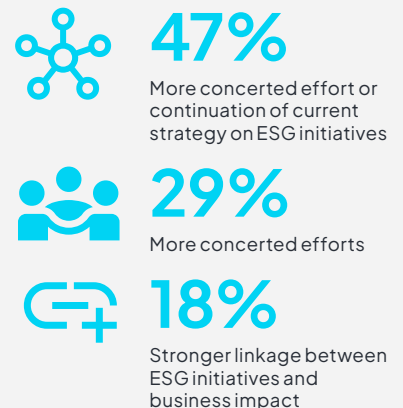 47%
More concerted effort or
continuation of current
strategy on ESG initiatives
29%
More concerted efforts
18%
Stronger linkage between
ESG initiatives and
business impact